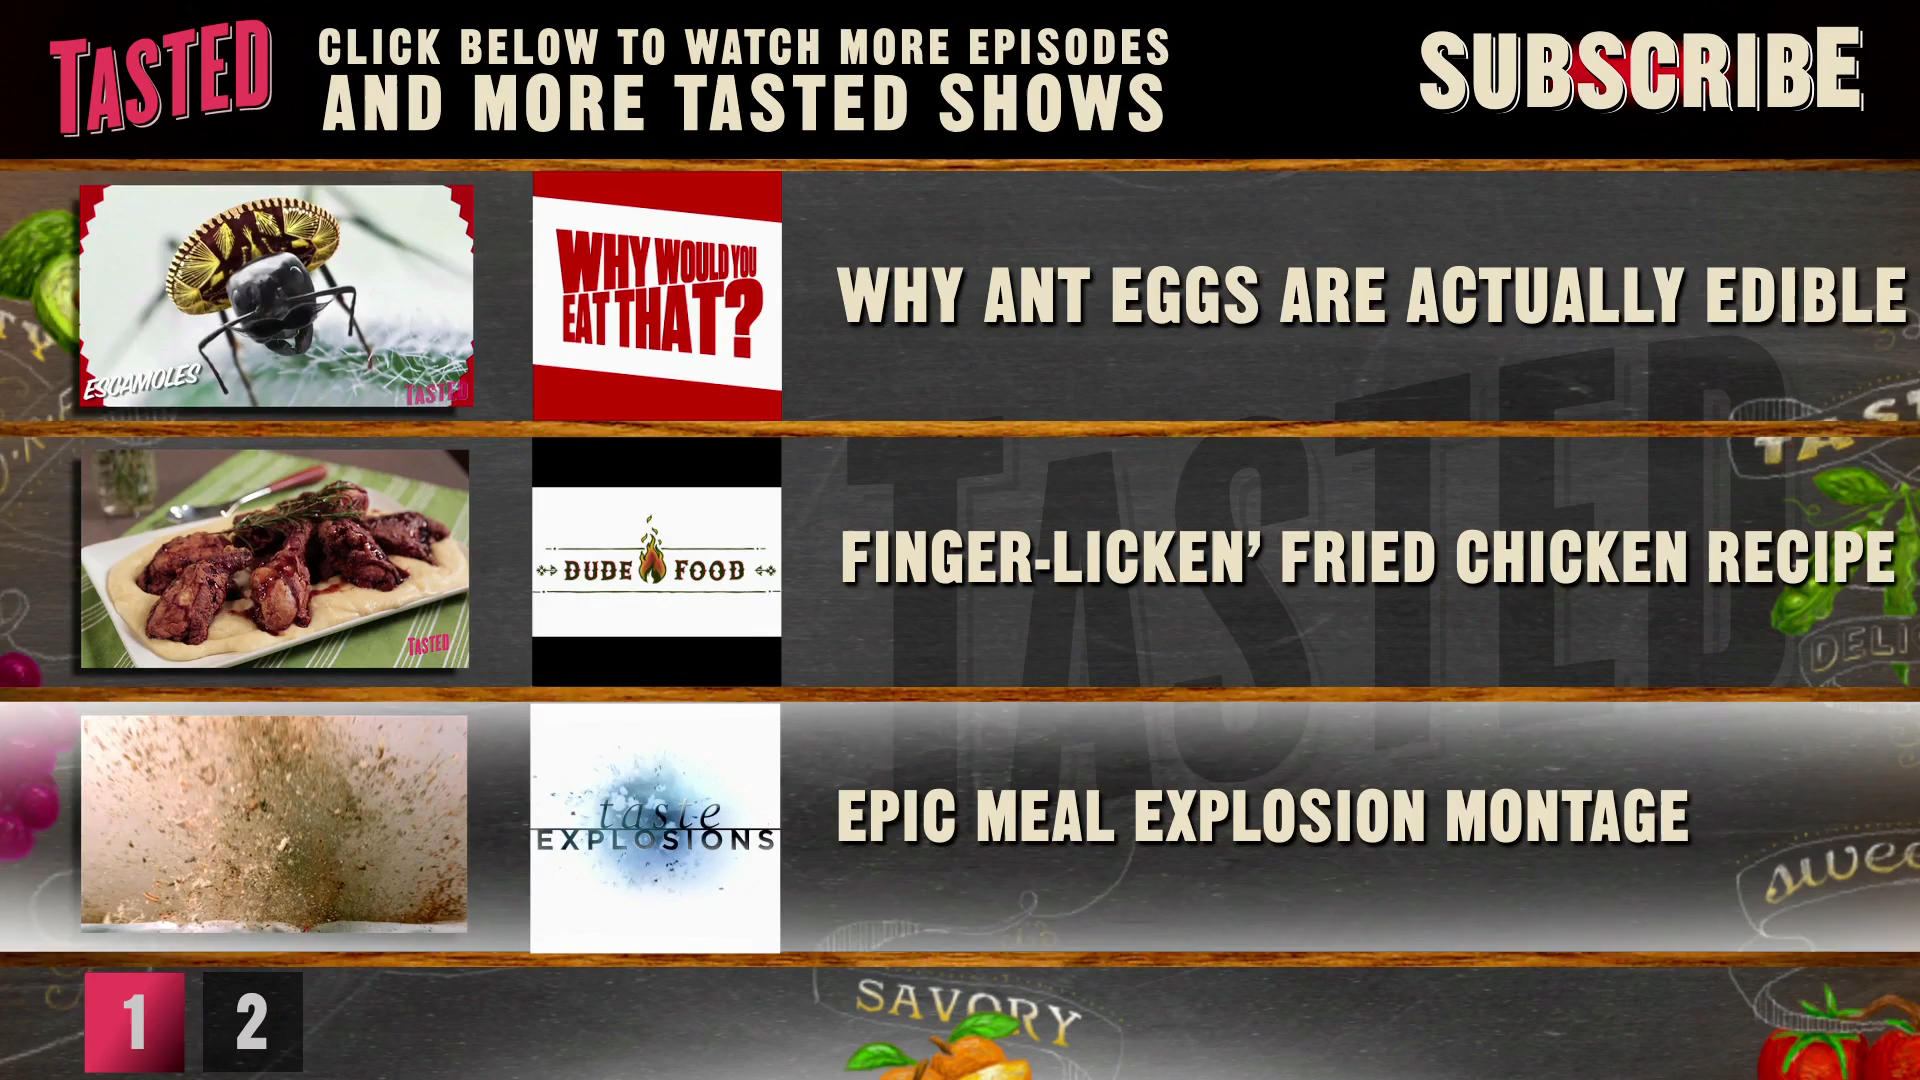 TASTED
CLICK BELOW TO WATCH MORE EPISODES
AND MORE TASTED SHOWS
SUBSCRIBE
ESCAMOLES
TASTED
WHY WOULD YOU
EAT THAT?
WHY ANT EGGS ARE ACTUALLY EDIBLE
TASTED
TASTED
DUDE FOOD
FINGER-LICKEN’ FRIED CHICKEN RECIPE
taste
EXPLOSIONS
EPIC MEAL EXPLOSION MONTAGE
1 2
SAVORY